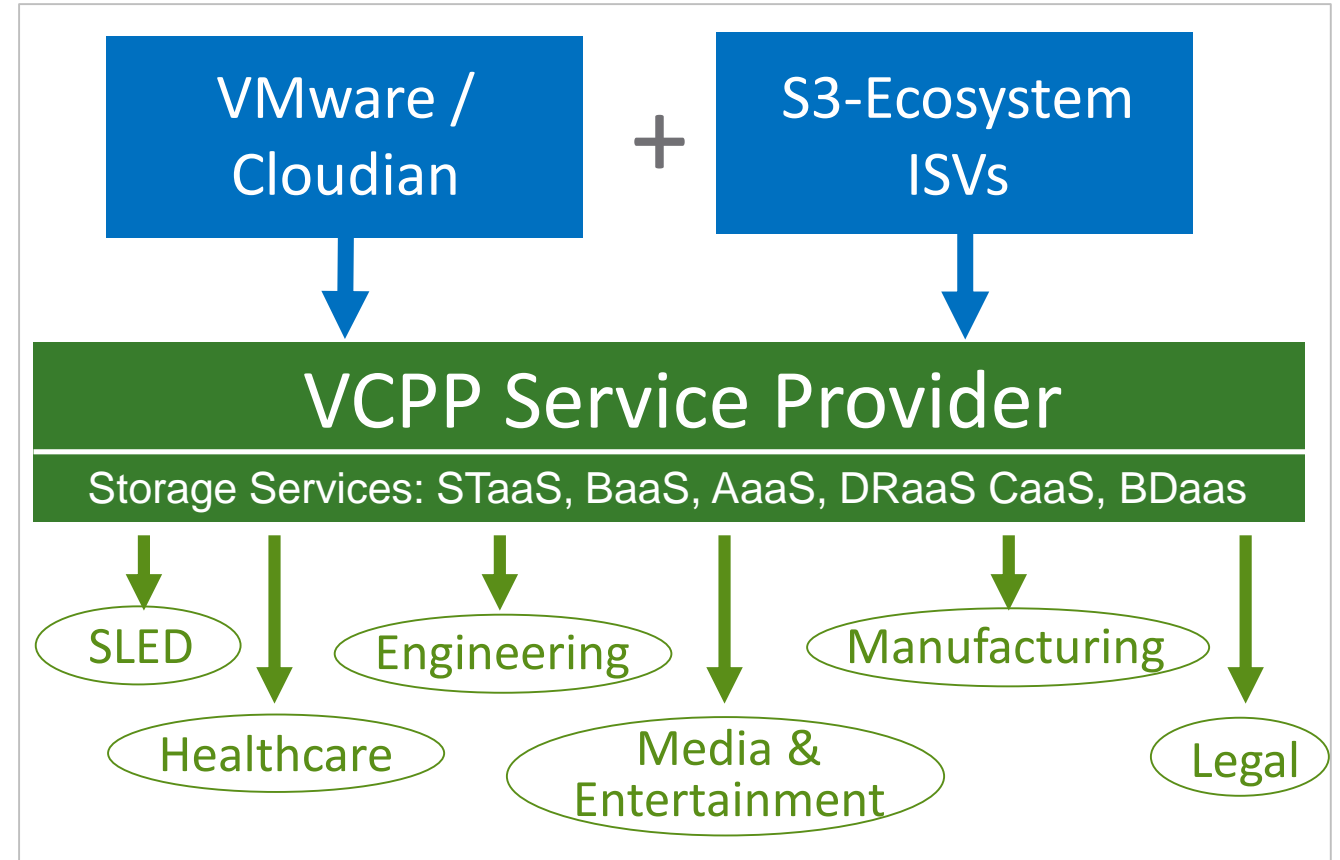 VMware /
Cloudian
+
S3-Ecosystem
ISVs
VCPP Service Provider
Storage Services: STaaS, BaaS, AaaS, DRaaS CaaS, BDaas
SLED
Engineering
Manufacturing
Healthcare
Media &
Entertainment
Legal